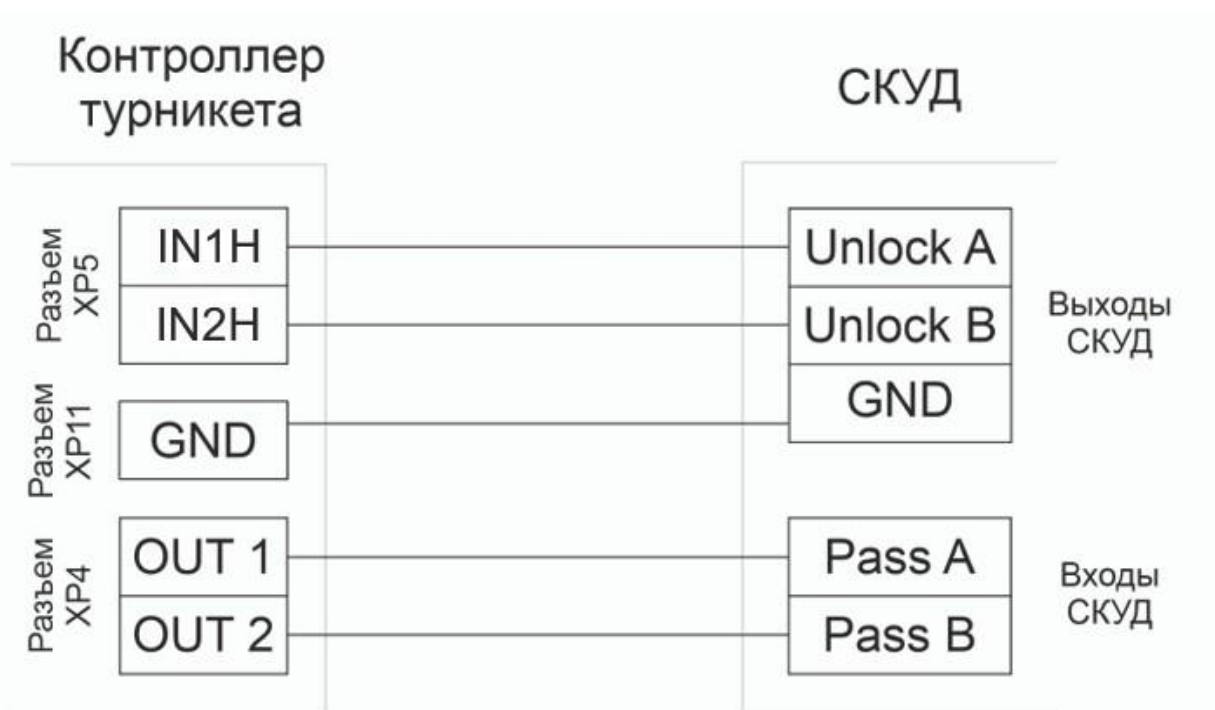 Контроллер
турникета
СКУД
Разъем
XP5
IN1H
IN2H
Unlock A
Unlock B
GND
Выходы
СКУД
Разъем
XP11
GND
Разъем
XP4
OUT 1
OUT 2
Pass A
Pass B
Входы
СКУД